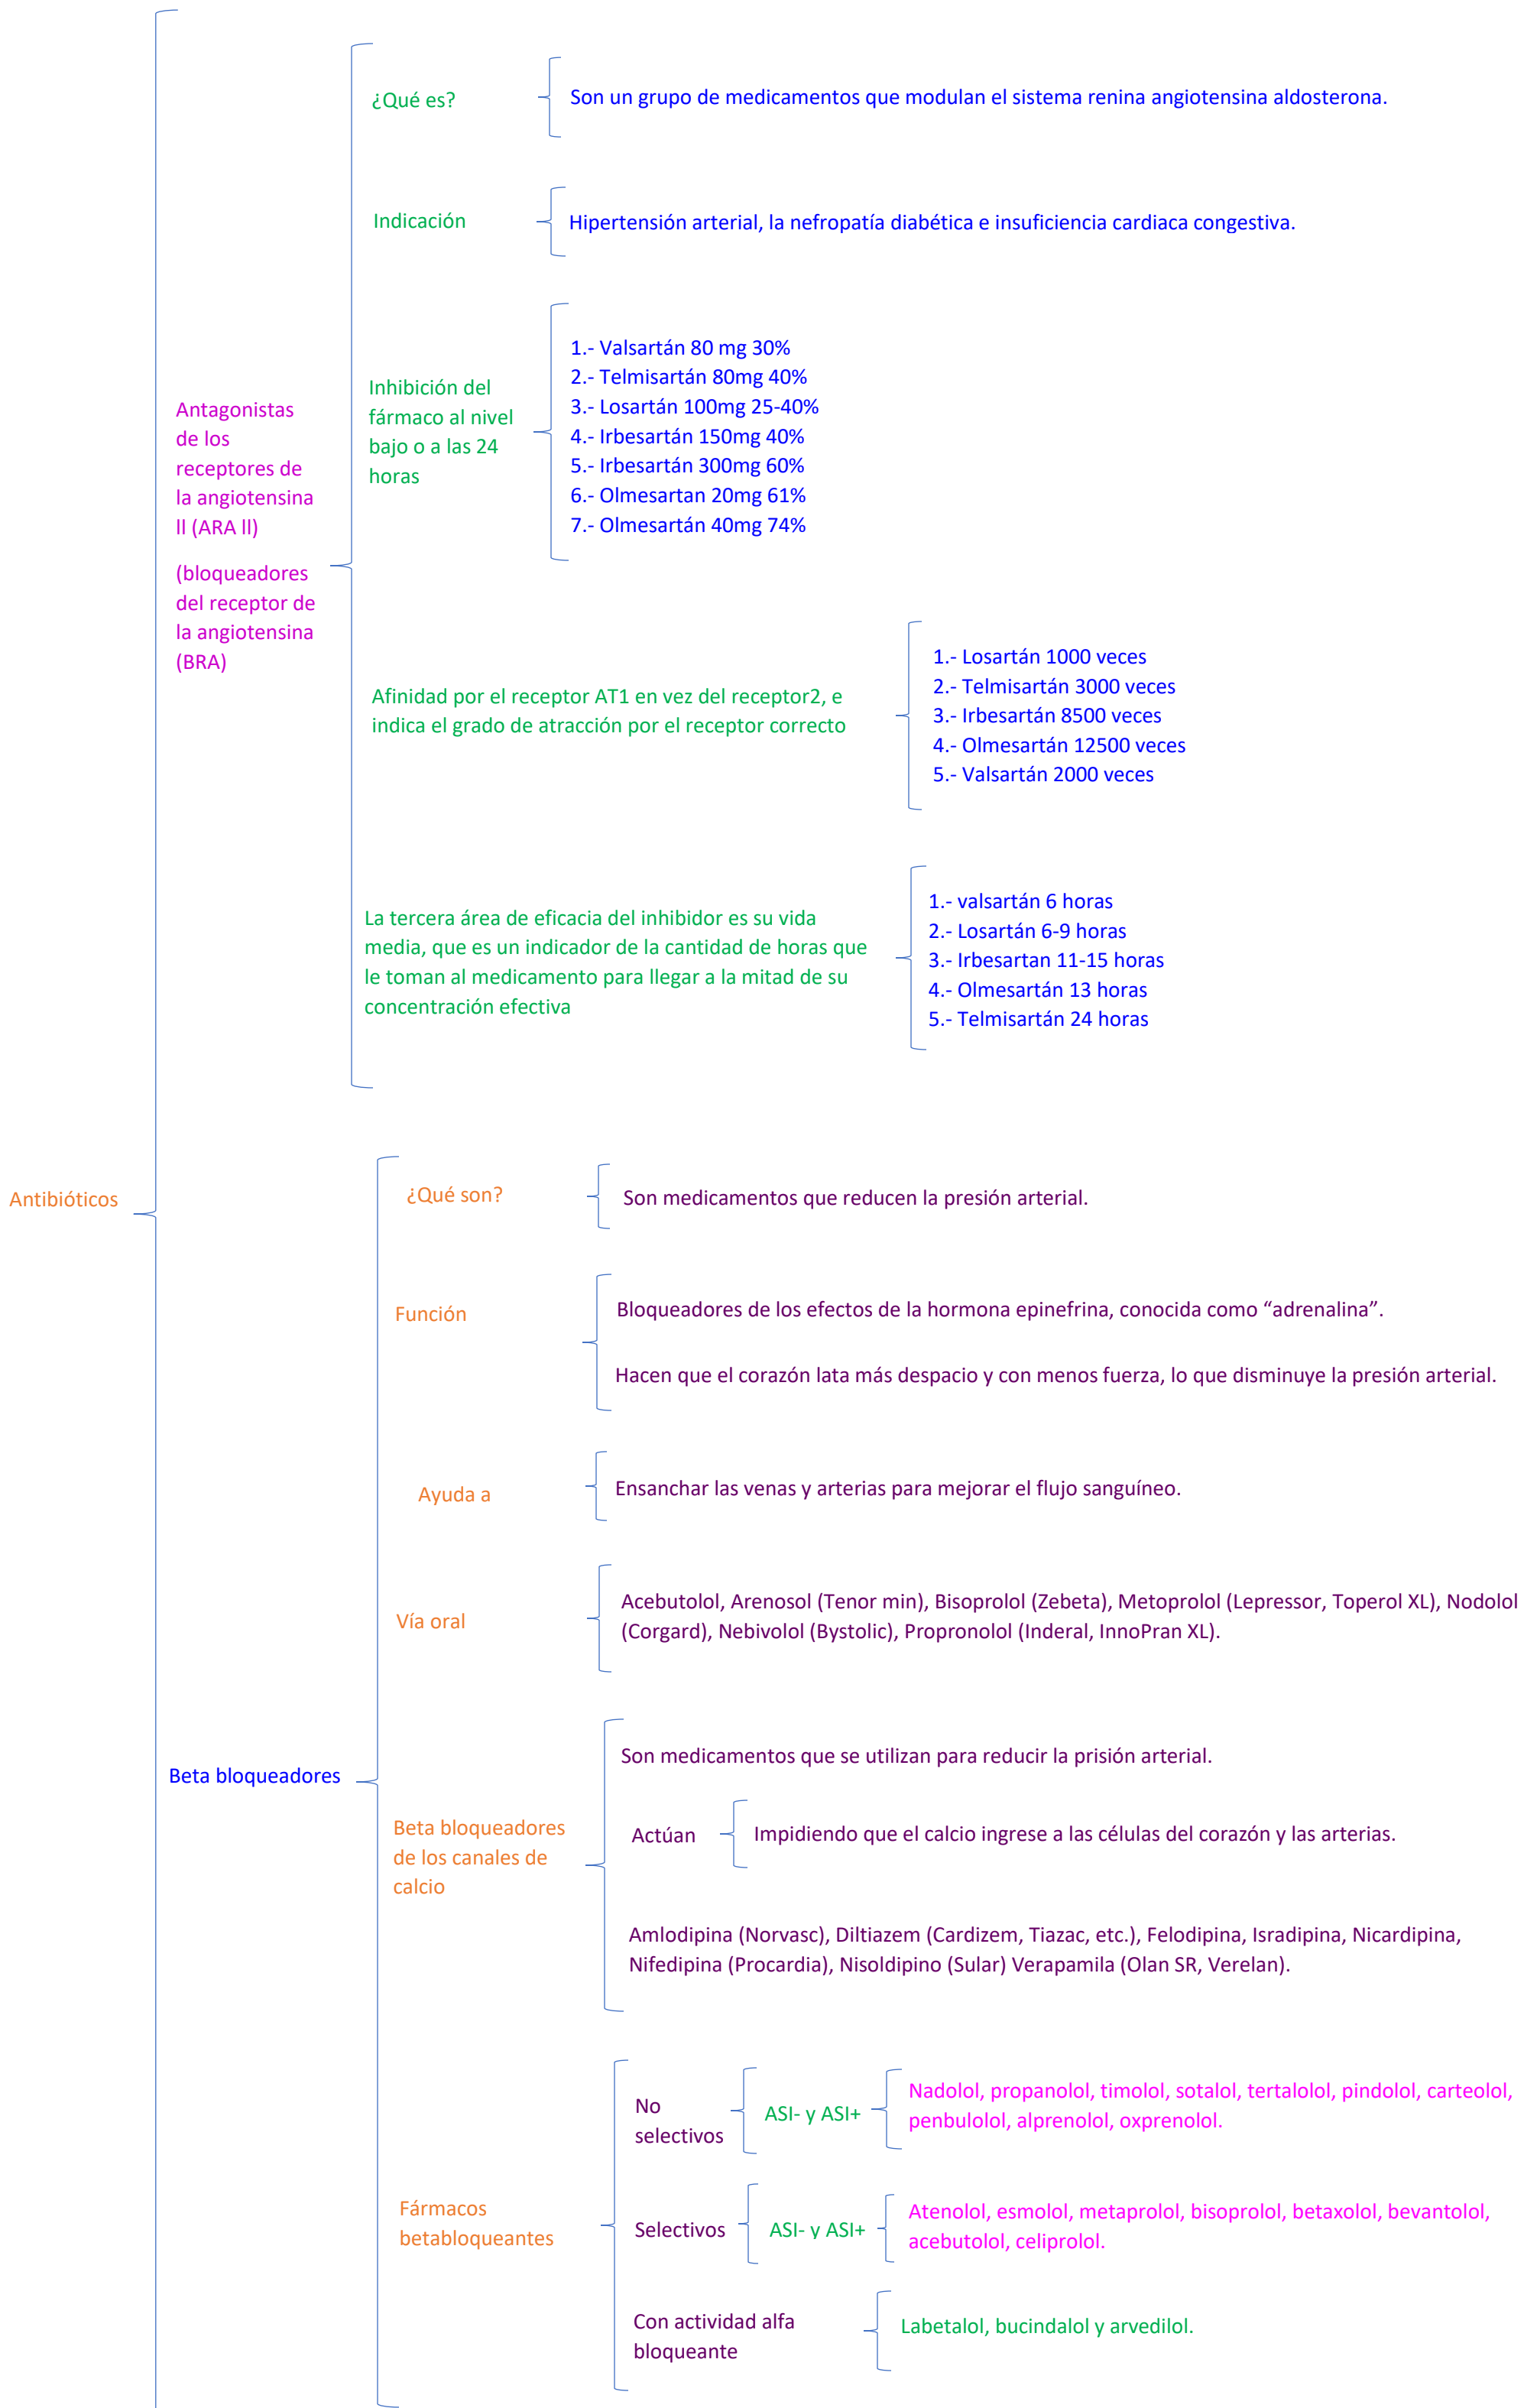 ¿Qué es?
Son un grupo de medicamentos que modulan el sistema renina angiotensina aldosterona.
Indicación
Hipertensión arterial, la nefropatía diabética e insuficiencia cardiaca congestiva.
Antagonistas
de los
receptores de
la angiotensina
ll (ARA ll)
(bloqueadores
del receptor de
la angiotensina
(BRA)
Inhibición del
fármaco al nivel
bajo o a las 24
horas
1.- Valsartán 80 mg 30%
2.- Telmisartán 80mg 40%
3.- Losartán 100mg 25-40%
4.- Irbesartán 150mg 40%
5.- Irbesartán 300mg 60%
6.- Olmesartan 20mg 61%
7.- Olmesartán 40mg 74%
Afinidad por el receptor AT1 en vez del receptor2, e
indica el grado de atracción por el receptor correcto
1.- Losartán 1000 veces
2.- Telmisartán 3000 veces
3.- Irbesartán 8500 veces
4.- Olmesartán 12500 veces
5.- Valsartán 2000 veces
La tercera área de eficacia del inhibidor es su vida
media, que es un indicador de la cantidad de horas que
le toman al medicamento para llegar a la mitad de su
concentración efectiva
1.- valsartán 6 horas
2.- Losartán 6-9 horas
3.- Irbesartan 11-15 horas
4.- Olmesartán 13 horas
5.- Telmisartán 24 horas
Antibióticos
¿Qué son?
Son medicamentos que reducen la presión arterial.
Función
Bloqueadores de los efectos de la hormona epinefrina, conocida como “adrenalina”.
Hacen que el corazón lata más despacio y con menos fuerza, lo que disminuye la presión arterial.
Ayuda a
Ensanchar las venas y arterias para mejorar el flujo sanguíneo.
Vía oral
Acebutolol, Arenosol (Tenor min), Bisoprolol (Zebeta), Metoprolol (Lepressor, Toperol XL), Nodolol
(Corgard), Nebivolol (Bystolic), Propronolol (Inderal, InnoPran XL).
Beta bloqueadores
Beta bloqueadores
de los canales de
calcio
Son medicamentos que se utilizan para reducir la prisión arterial.
Actúan
Impidiendo que el calcio ingrese a las células del corazón y las arterias.
Amlodipina (Norvasc), Diltiazem (Cardizem, Tiazac, etc.), Felodipina, Isradipina, Nicardipina,
Nifedipina (Procardia), Nisoldipino (Sular) Verapamila (Olan SR, Verelan).
Fármacos
betabloqueantes
No
selectivos
ASI- y ASI+
Nadolol, propanolol, timolol, sotalol, tertalolol, pindolol, carteolol,
penbulolol, alprenolol, oxprenolol.
Selectivos
ASI- y ASI+
Atenolol, esmolol, metaprolol, bisoprolol, betaxolol, bevantolol,
acebutolol, celiprolol.
Con actividad alfa
bloqueante
Labetalol, bucindalol y arvedilol.